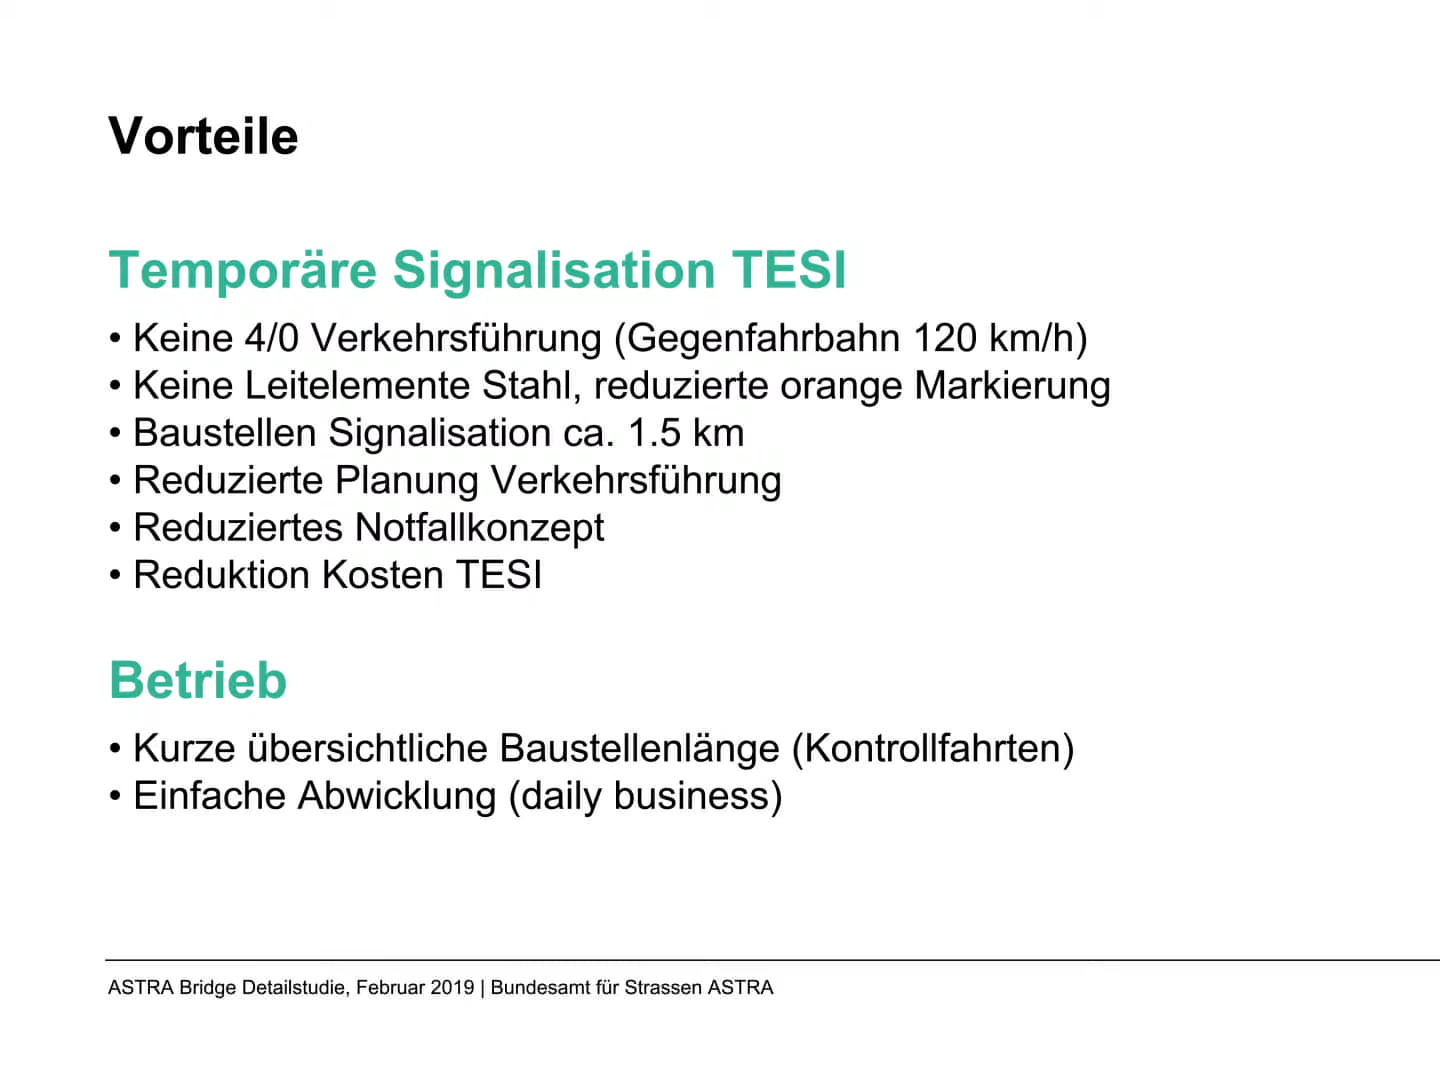 Vorteile
Temporäre Signalisation TESI
• Keine 4/0 Verkehrsführung (Gegenfahrbahn 120 km/h)
• Keine Leitelemente Stahl, reduzierte orange Markierung
• Baustellen Signalisation ca. 1.5 km
• Reduzierte Planung Verkehrsführung
• Reduziertes Notfallkonzept
• Reduktion Kosten TESI
Betrieb
• Kurze übersichtliche Baustellenlänge (Kontrollfahrten)
• Einfache Abwicklung (daily business)
ASTRA Bridge Detailstudie, Februar 2019 | Bundesamt für Strassen ASTRA